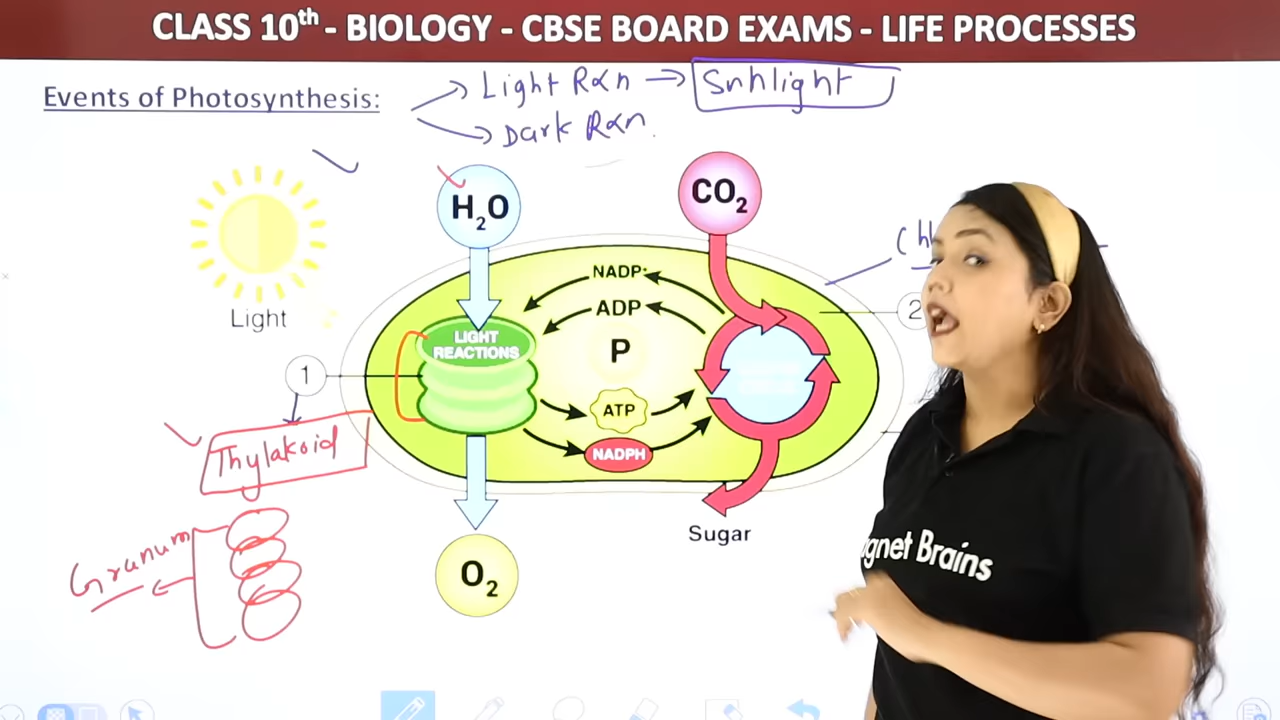 CLASS 10th - BIOLOGY - CBSE BOARD EXAMS - LIFE PROCESSES
Events of Photosynthesis:
Light Rxn → Sunlight
Dark Rxn.
H2O
CO2
Light
NADP+
ADP
LIGHT
REACTIONS
P
1
2
ATP
NADPH
Thylakoid
Granum
Sugar
O2
gnet Brains